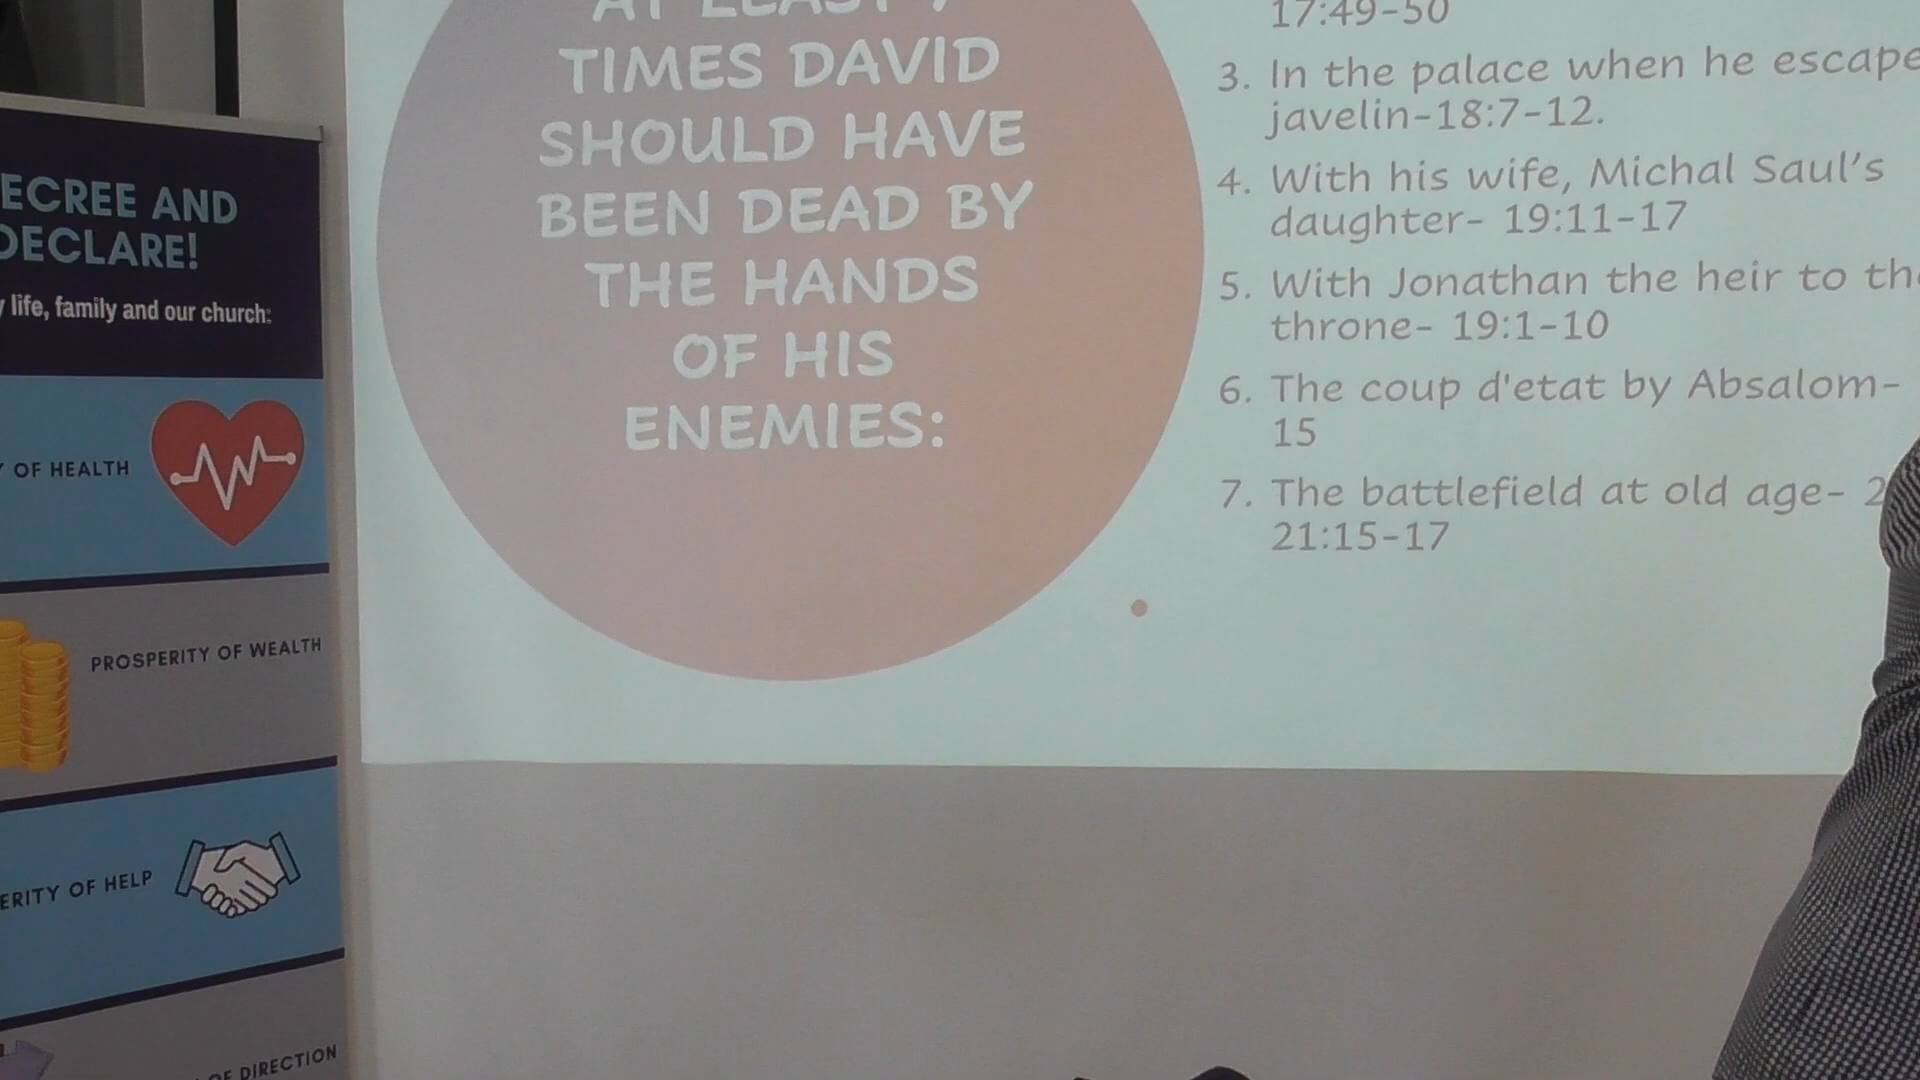 ECREE AND
DECLARE!
life, family and our church:
OF HEALTH
PROSPERITY OF WEALTH
ERITY OF HELP
OF DIRECTION
AT LEAST 7
TIMES DAVID
SHOULD HAVE
BEEN DEAD BY
THE HANDS
OF HIS
ENEMIES:
17:49-50
3. In the palace when he escape
javelin-18:7-12.
4. With his wife, Michal Saul's
daughter- 19:11-17
5. With Jonathan the heir to th
throne- 19:1-10
6. The coup d'etat by Absalom-
15
7. The battlefield at old age- 2
21:15-17